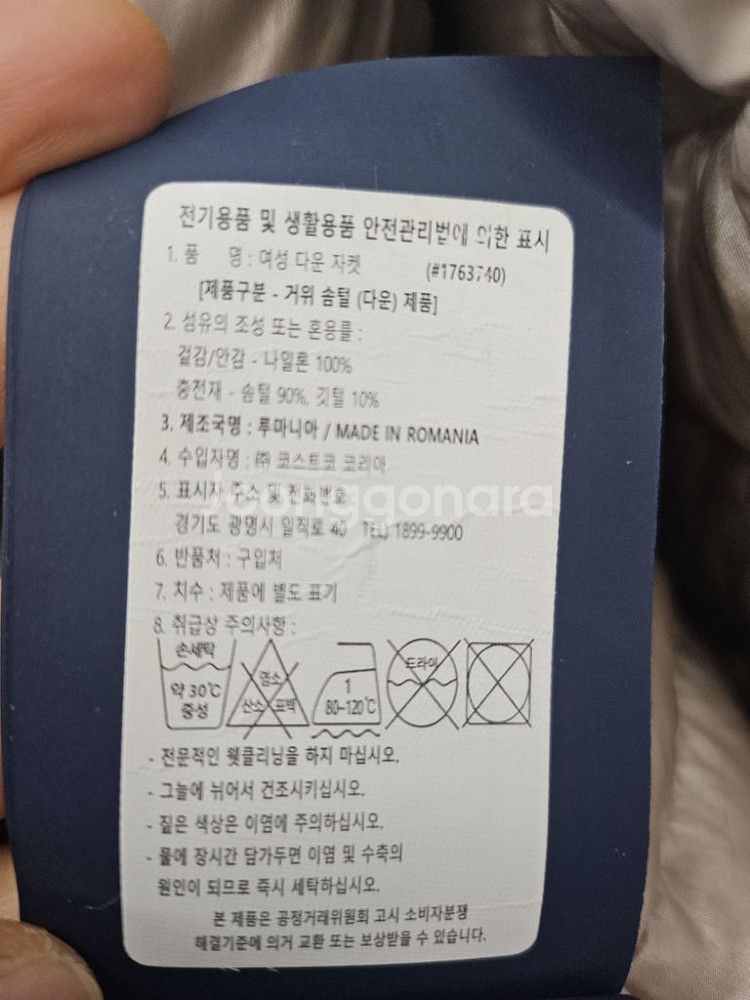 전기용품 및 생활용품 안전관리법에 의한 표시
1. 품 명 : 여성 다운 자켓 (#1763740)
[제품구분 - 거위 솜털 (다운) 제품]
2. 섬유의 조성 또는 혼용률 :
겉감/안감 - 나일론 100%
충전재 - 솜털 90%, 깃털 10%
3. 제조국명 : 루마니아 / MADE IN ROMANIA
4. 수입자명 : ㈜ 코스트코 코리아
5. 표시자 주소 및 전화번호
joonggonara
경기도 광명시 일직로 40 TEL) 1899-9900
6. 반품처 : 구입처
7. 치수 : 제품에 별도 표기
8. 취급상 주의사항 :
손세탁
약 30℃
중성
염소
산소 표백
1
80~120℃
드라이
- 전문적인 웻클리닝을 하지 마십시오.
- 그늘에 뉘어서 건조시키십시오.
- 짙은 색상은 이염에 주의하십시오.
- 물에 장시간 담가두면 이염 및 수축의
원인이 되므로 즉시 세탁하십시오.
본 제품은 공정거래위원회 고시 소비자분쟁
해결기준에 의거 교환 또는 보상받을 수 있습니다.